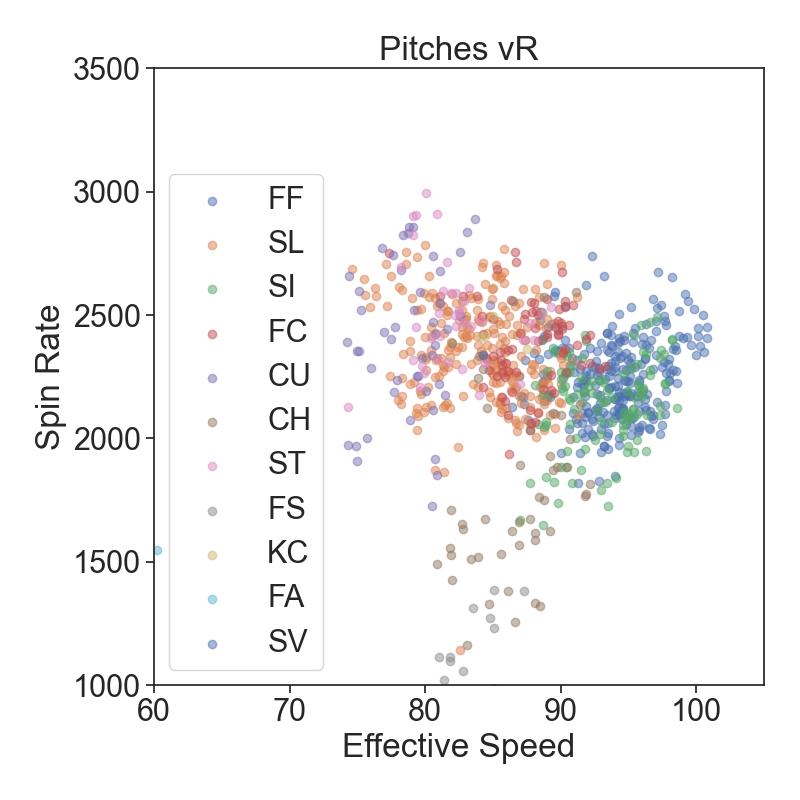 Pitches vR
3500
3000
2500
2000
1500
1000
Spin Rate
FF
SL
SI
FC
CU
CH
ST
FS
KC
FA
SV
60 70 80 90 100
Effective Speed